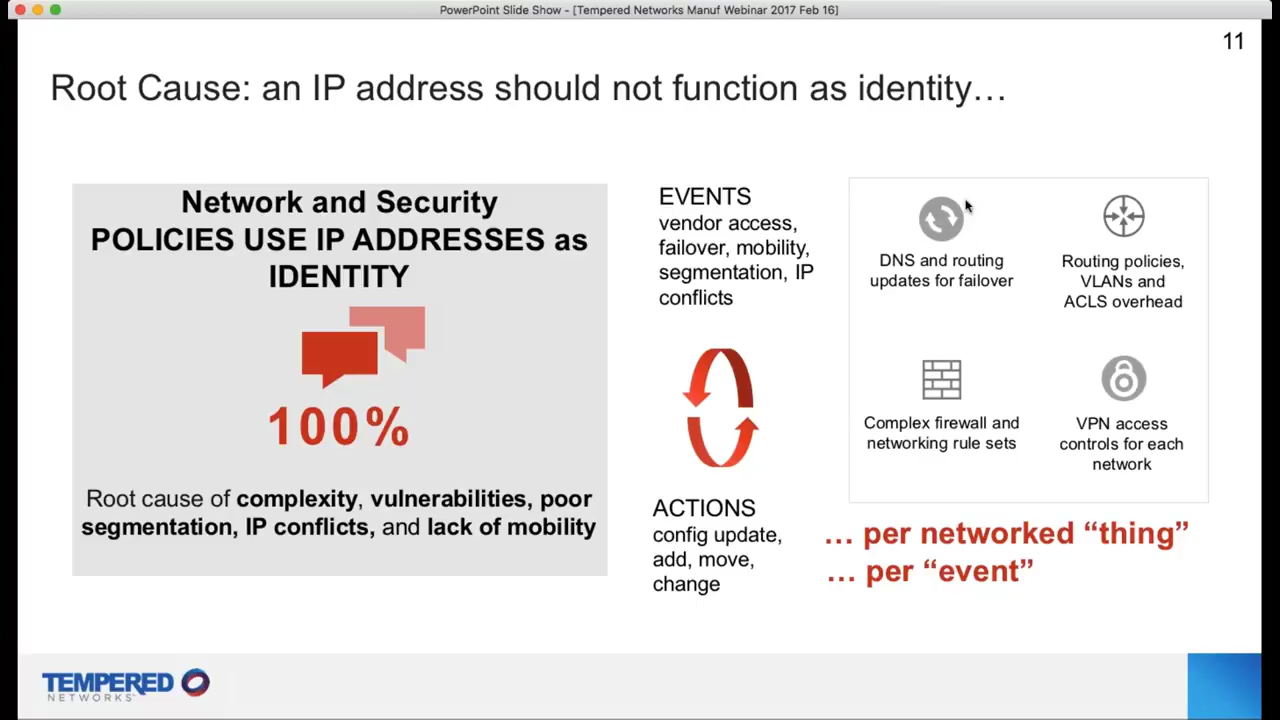 PowerPoint Slide Show - [Tempered Networks Manuf Webinar 2017 Feb 16]
11
Root Cause: an IP address should not function as identity…
Network and Security
POLICIES USE IP ADDRESSES as
IDENTITY
100%
Root cause of complexity, vulnerabilities, poor
segmentation, IP conflicts, and lack of mobility
EVENTS
vendor access,
failover, mobility,
segmentation, IP
conflicts
ACTIONS
config update,
add, move,
change
DNS and routing
updates for failover
Routing policies,
VLANs and
ACLS overhead
Complex firewall and
networking rule sets
VPN access
controls for each
network
… per networked “thing”
… per “event”
TEMPERED
NETWORKS